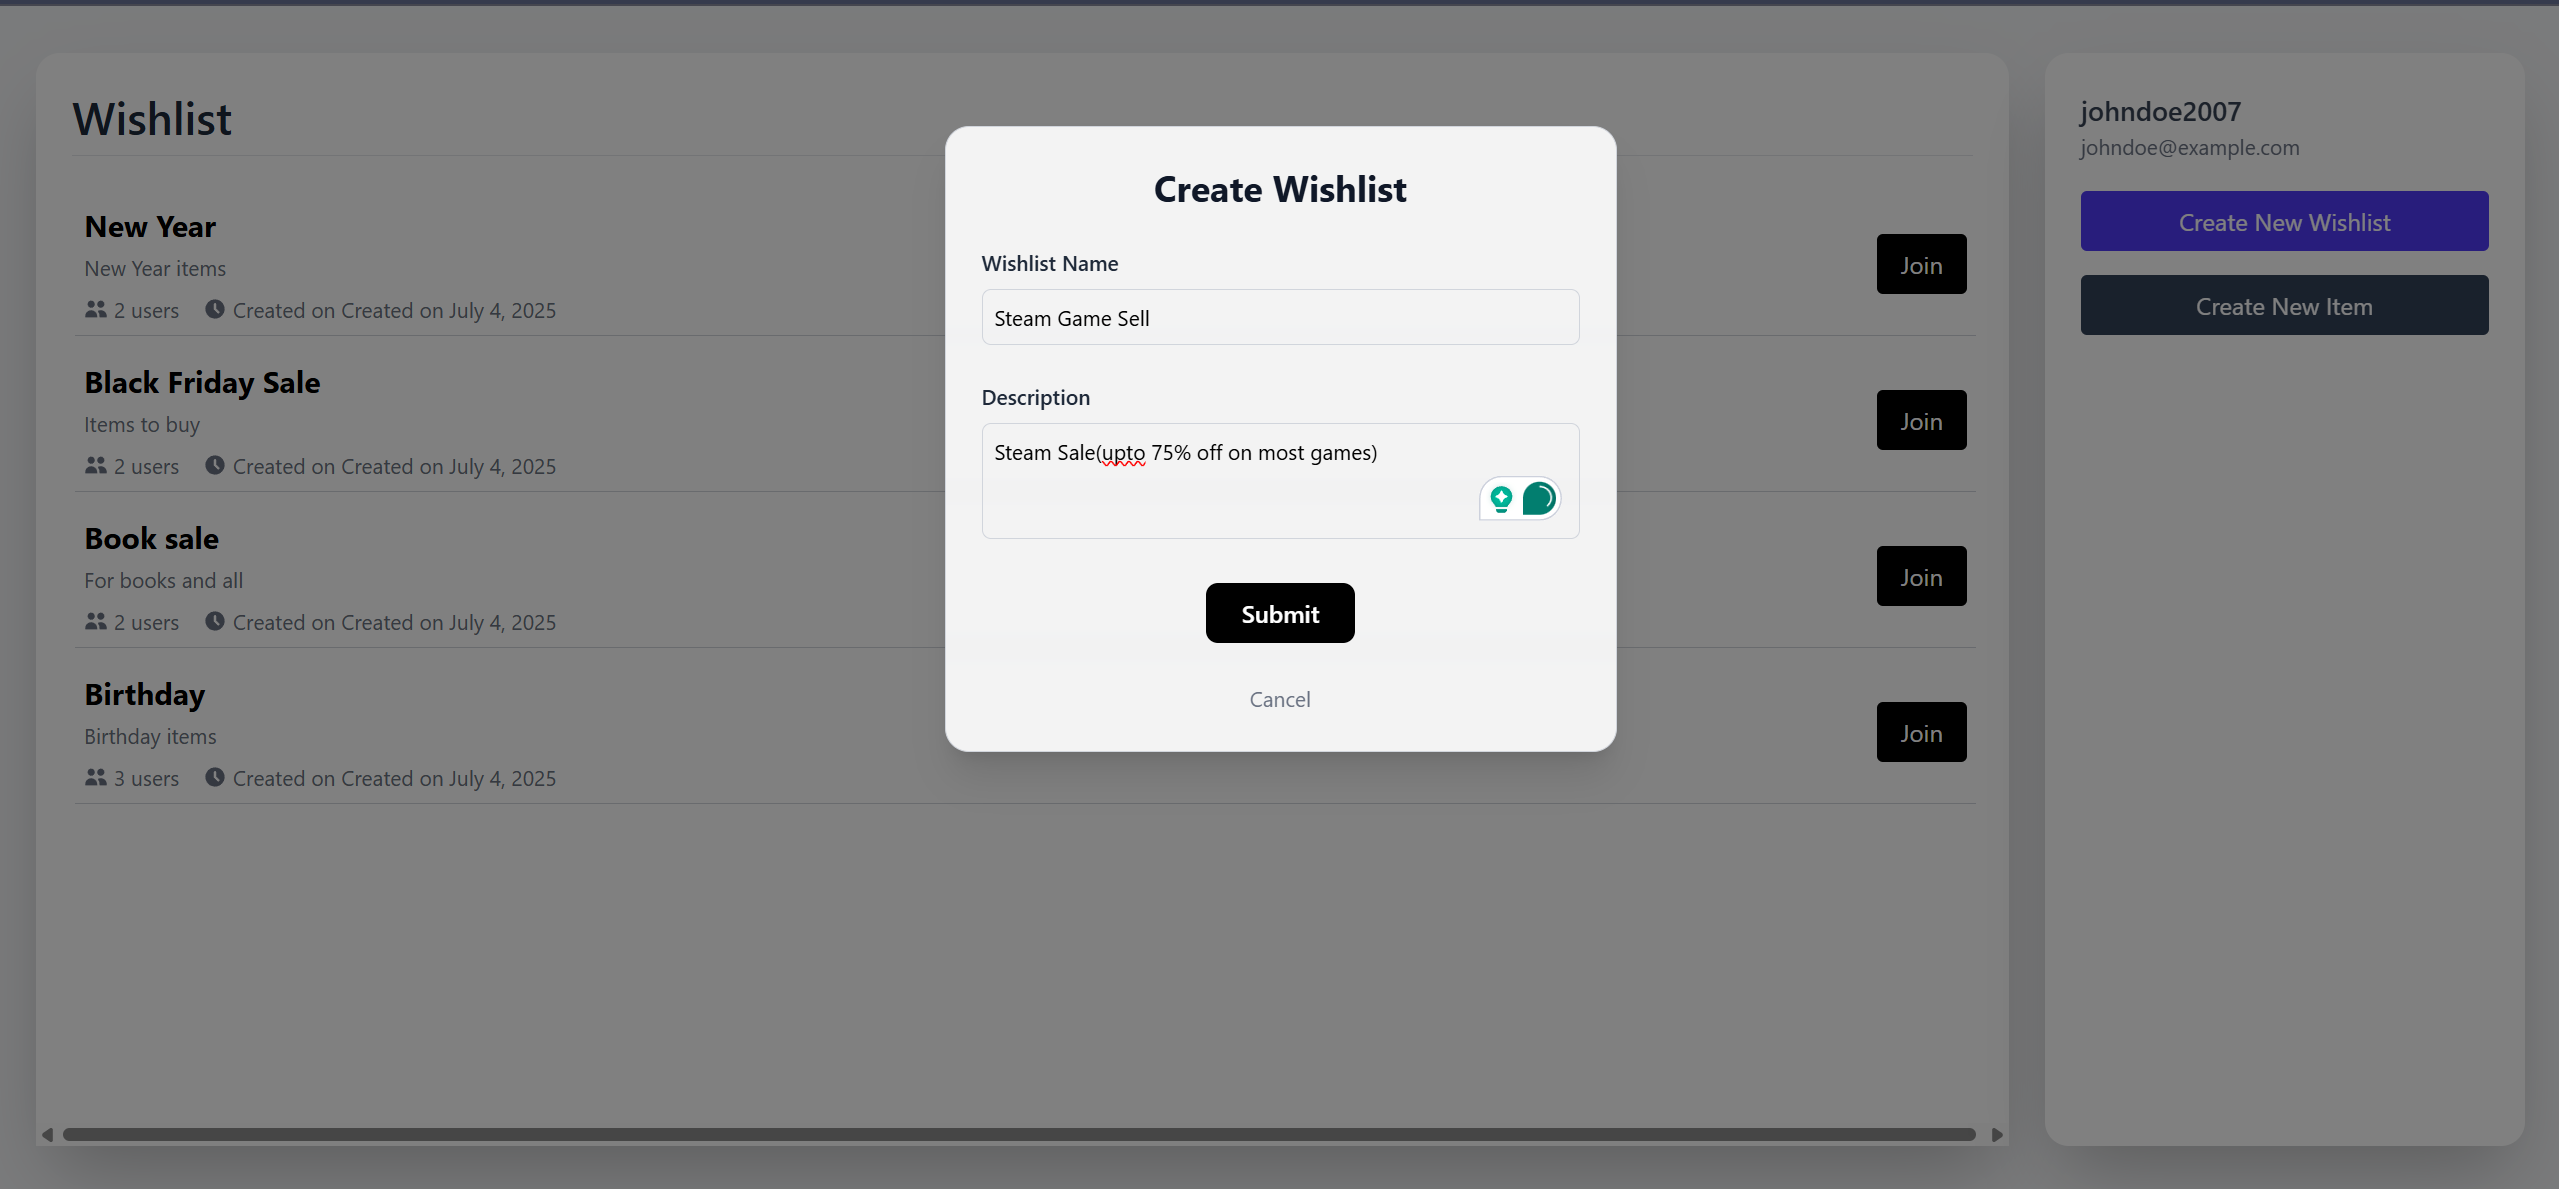 Wishlist
New Year
New Year items
2 users Created on Created on July 4, 2025
Join
Black Friday Sale
Items to buy
2 users Created on Created on July 4, 2025
Join
Book sale
For books and all
2 users Created on Created on July 4, 2025
Join
Birthday
Birthday items
3 users Created on Created on July 4, 2025
Join
Create Wishlist
Wishlist Name
Steam Game Sell
Description
Steam Sale(upto 75% off on most games)
Submit
Cancel
johndoe2007
johndoe@example.com
Create New Wishlist
Create New Item